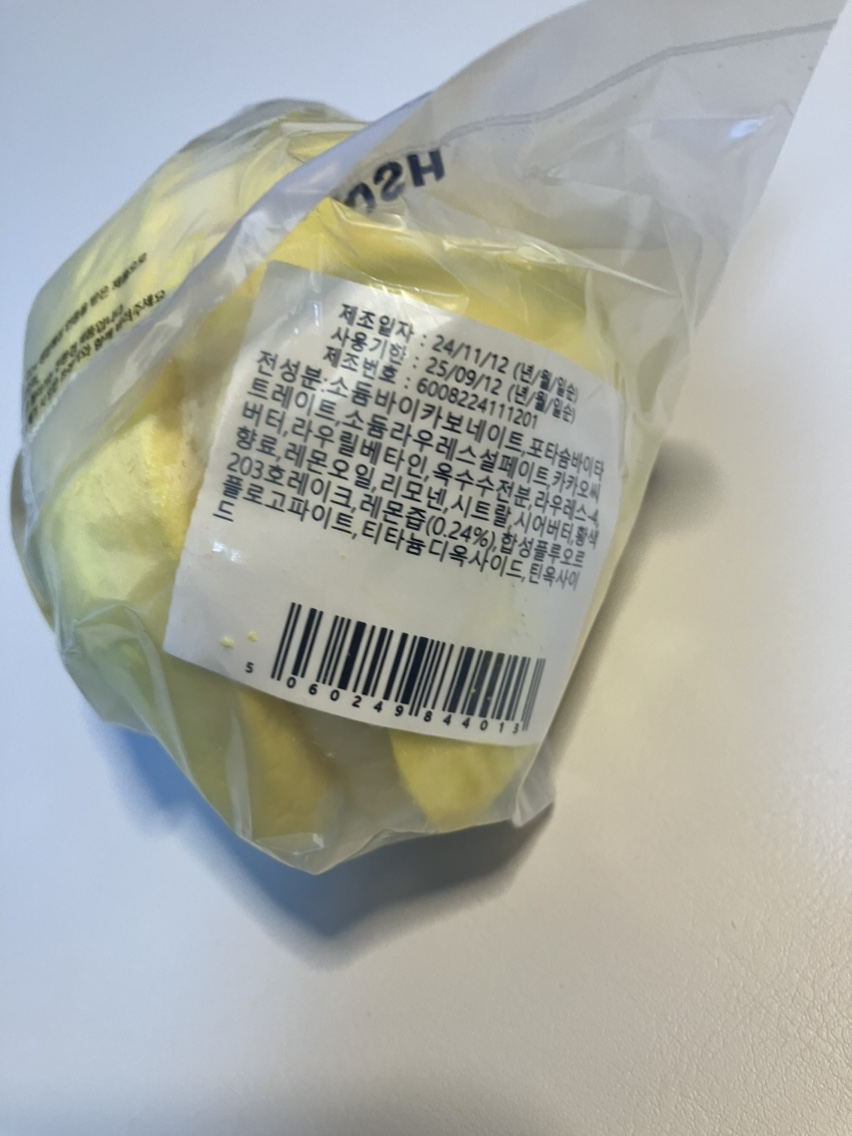 제조일자 : 24/11/12 (년/월/일순)
사용기한 : 25/09/12 (년/월/일순)
제조번호 : 6008224111201
전성분:소듐바이카보네이트,포타슘바이타
트레이트,소듐라우레스설페이트,카카오씨
버터,라우릴베타인,옥수수전분,라우레스-4,
향료,레몬오일,리모넨,시트랄,시어버터,황색
203호레이크,레몬즙(0.24%),합성플루오르
플로고파이트,티타늄디옥사이드,틴옥사이
드
5 060249 844013